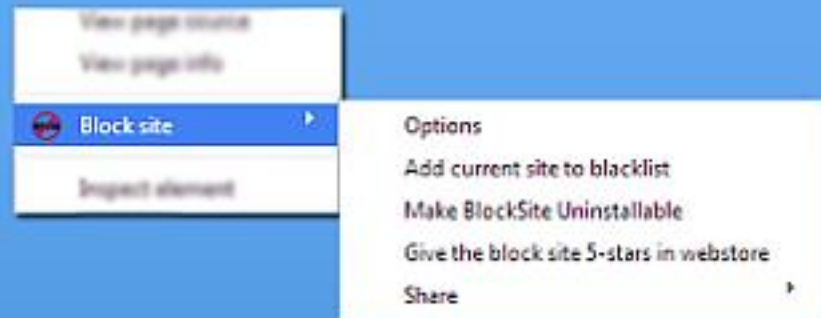 View page source
View page info
Block site
Inspect element
Options
Add current site to blacklist
Make BlockSite Uninstallable
Give the block site 5-stars in webstore
Share